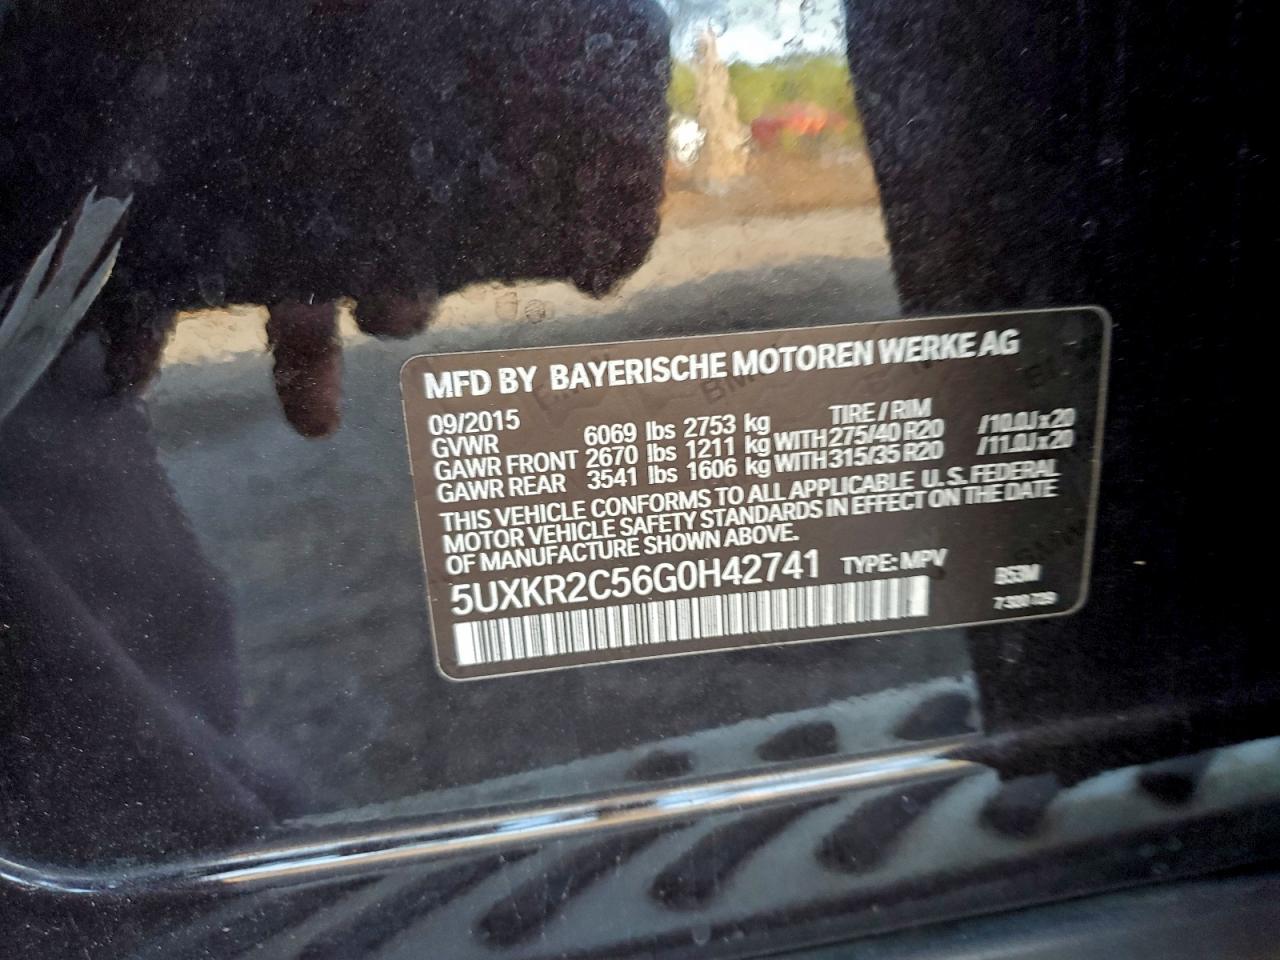 MFD BY BAYERISCHE MOTOREN WERKE AG
09/2015 TIRE / RIM
GVWR 6069 lbs 2753 kg
GAWR FRONT 2670 lbs 1211 kg WITH 275/40 R20 /10.0J x 20
GAWR REAR 3541 lbs 1606 kg WITH 315/35 R20 /11.0J x 20
THIS VEHICLE CONFORMS TO ALL APPLICABLE U.S. FEDERAL
MOTOR VEHICLE SAFETY STANDARDS IN EFFECT ON THE DATE
OF MANUFACTURE SHOWN ABOVE.
5UXKR2C56G0H42741 TYPE: MPV